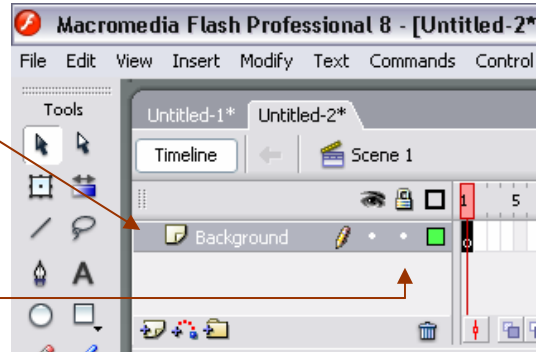 Macromedia Flash Professional 8 - [Untitled-2*
File Edit View Insert Modify Text Commands Control
Tools
Untitled-1* Untitled-2*
Timeline Scene 1
1 5
Background
A